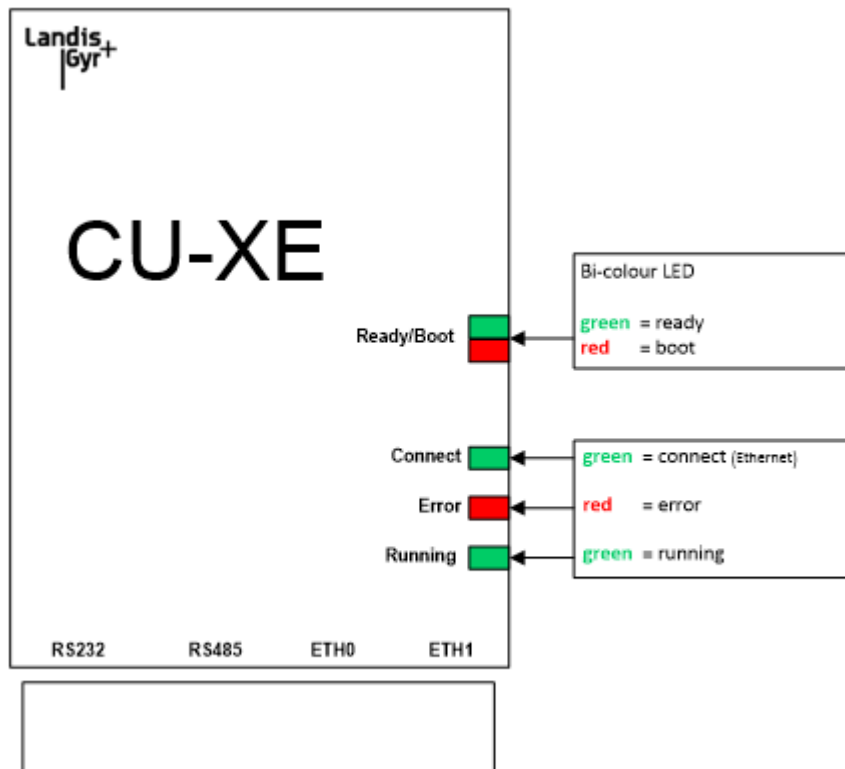 Landis
Gyr+
CU-XE
Bi-colour LED
Ready/Boot
green = ready
red = boot
Connect
green = connect (Ethernet)
Error
red = error
Running
green = running
RS232 RS485 ETH0 ETH1